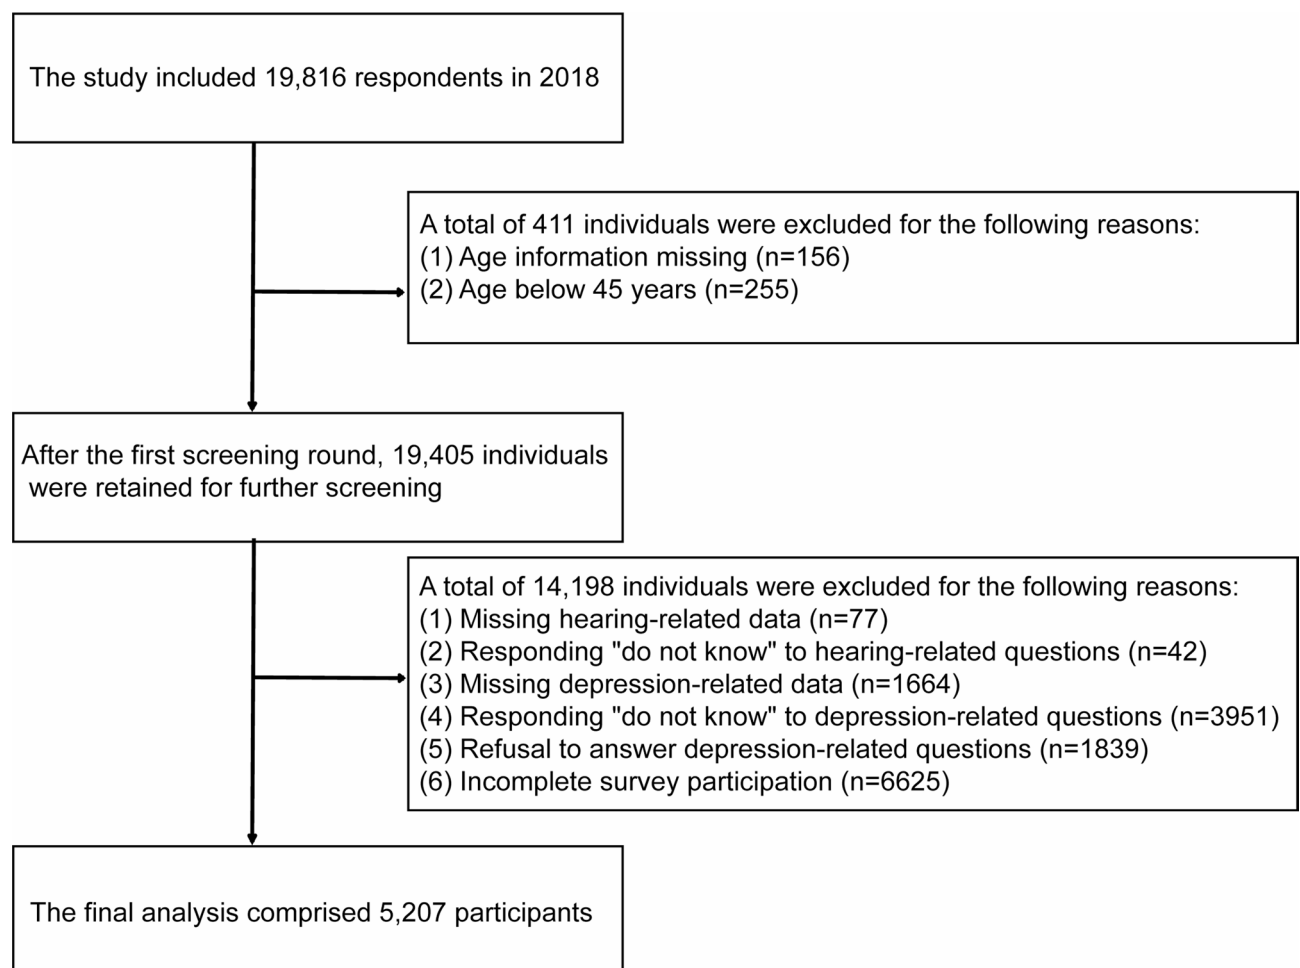 The study included 19,816 respondents in 2018
A total of 411 individuals were excluded for the following reasons:
(1) Age information missing (n=156)
(2) Age below 45 years (n=255)
After the first screening round, 19,405 individuals
were retained for further screening
A total of 14,198 individuals were excluded for the following reasons:
(1) Missing hearing-related data (n=77)
(2) Responding "do not know" to hearing-related questions (n=42)
(3) Missing depression-related data (n=1664)
(4) Responding "do not know" to depression-related questions (n=3951)
(5) Refusal to answer depression-related questions (n=1839)
(6) Incomplete survey participation (n=6625)
The final analysis comprised 5,207 participants